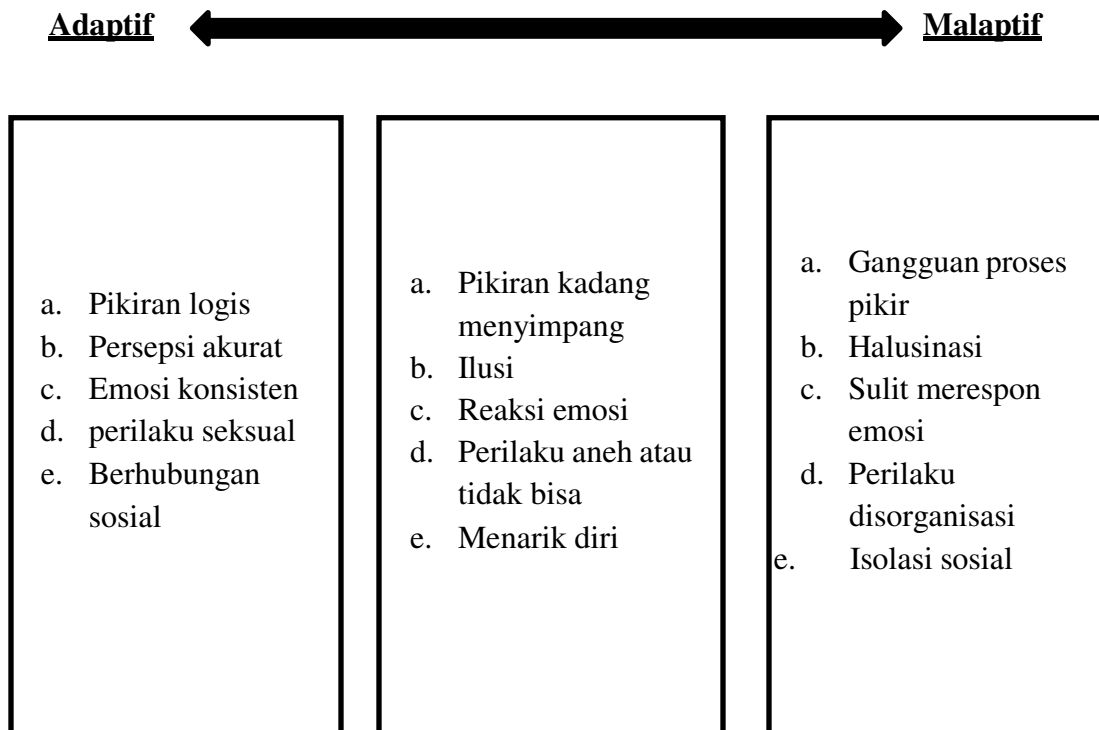 Adaptif
Malaptif
a. Pikiran logis
b. Persepsi akurat
c. Emosi konsisten
d. perilaku seksual
e. Berhubungan
sosial
a. Pikiran kadang
menyimpang
b. Ilusi
c. Reaksi emosi
d. Perilaku aneh atau
tidak bisa
e. Menarik diri
a. Gangguan proses
pikir
b. Halusinasi
c. Sulit merespon
emosi
d. Perilaku
disorganisasi
e. Isolasi sosial